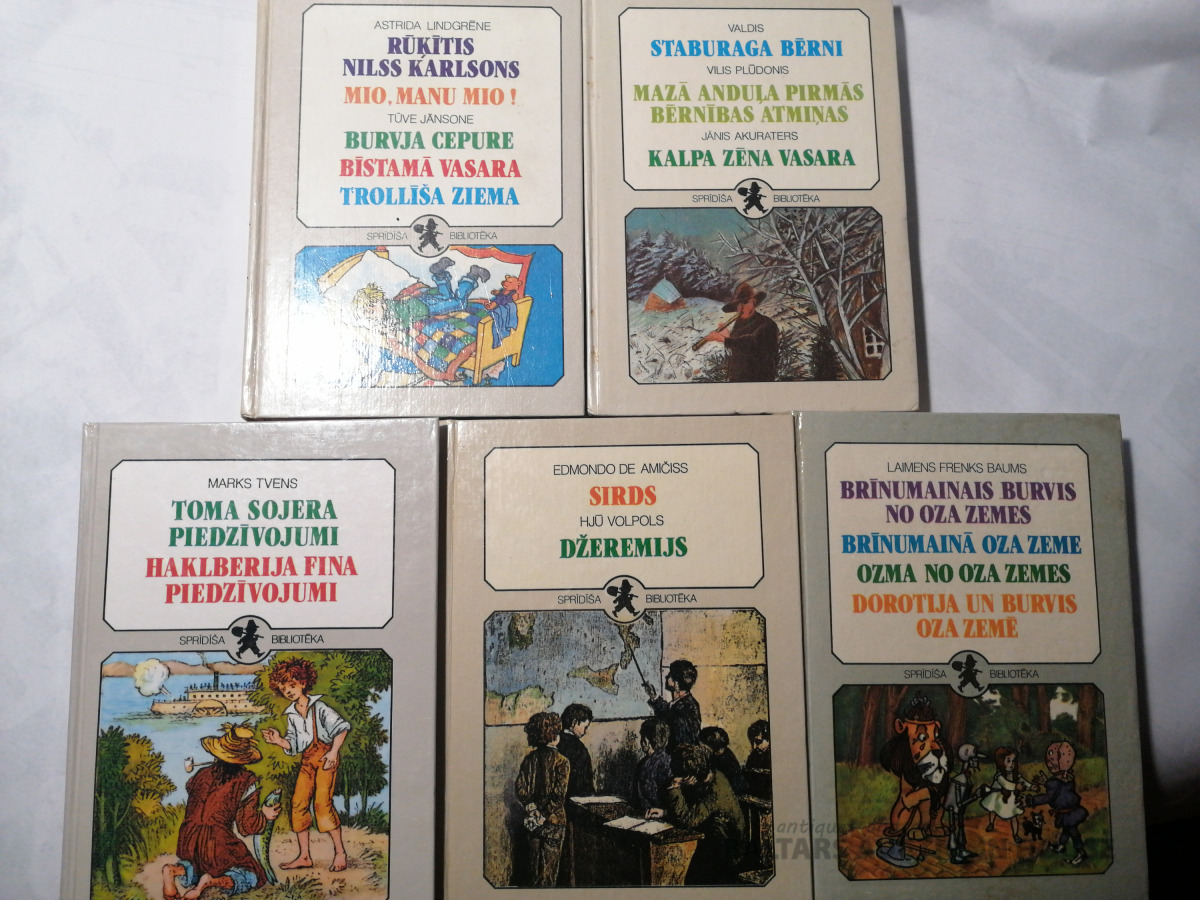 ASTRIDA LINDGRĒNE
RŪĶĪTIS
NILSS KARLSONS
MIO, MANU MIO!
TŪVE JĀNSONE
BURVJA CEPURE
BĪSTAMĀ VASARA
TROLLĪŠA ZIEMA
SPRĪDĪŠA BIBLIOTĒKA
VALDIS
STABURAGA BĒRNI
VILIS PLŪDONIS
MAZĀ ANDUĻA PIRMĀS
BĒRNĪBAS ATMIŅAS
JĀNIS AKURATERS
KALPA ZĒNA VASARA
SPRĪDĪŠA BIBLIOTĒKA
MARKS TVENS
TOMA SOJERA
PIEDZĪVOJUMI
HAKLBERIJA FINA
PIEDZĪVOJUMI
SPRĪDĪŠA BIBLIOTĒKA
EDMONDO DE AMIČISS
SIRDS
HJŪ VOLPOLS
DŽEREMIJS
SPRĪDĪŠA BIBLIOTĒKA
LAIMENS FRENKS BAUMS
BRĪNUMAINAIS BURVIS
NO OZA ZEMES
BRĪNUMAINĀ OZA ZEME
OZMA NO OZA ZEMES
DOROTIJA UN BURVIS
OZA ZEMĒ
SPRĪDĪŠA BIBLIOTĒKA